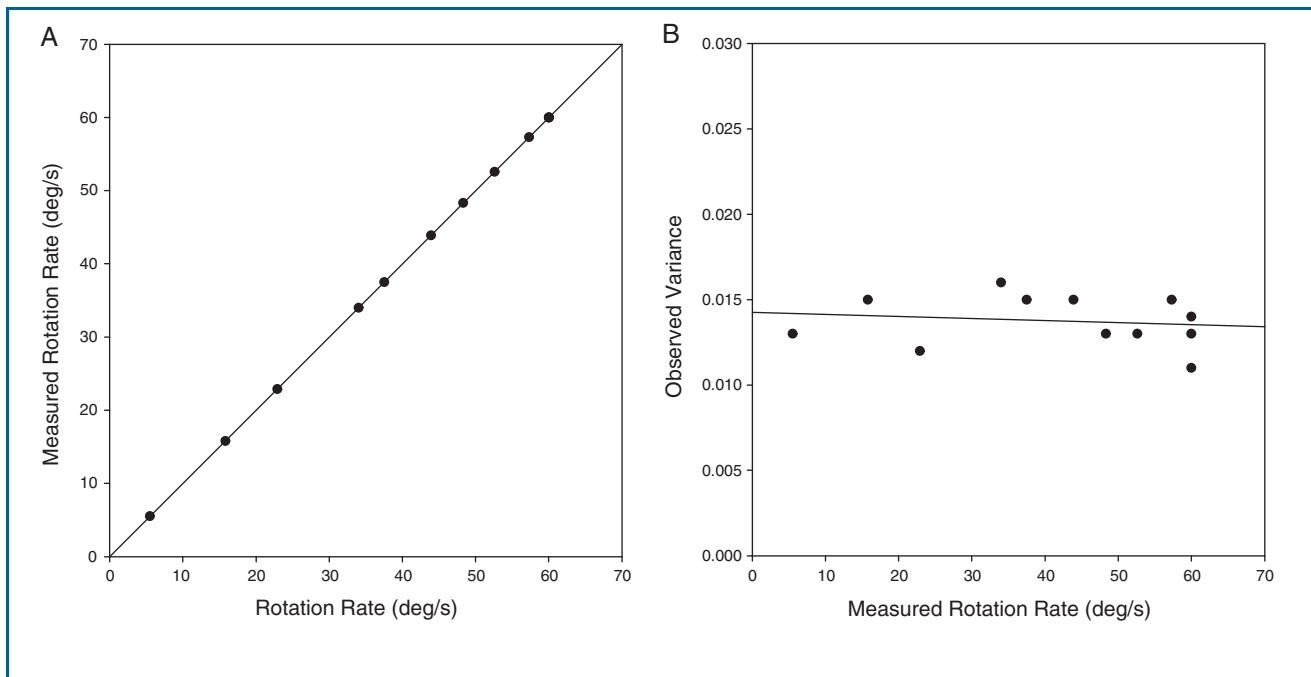 A
70
60
50
40
30
20
10
0
0 10 20 30 40 50 60 70
Measured Rotation Rate (deg/s)
Rotation Rate (deg/s)
B
0.030
0.025
0.020
0.015
0.010
0.005
0.000
0 10 20 30 40 50 60 70
Observed Variance
Measured Rotation Rate (deg/s)